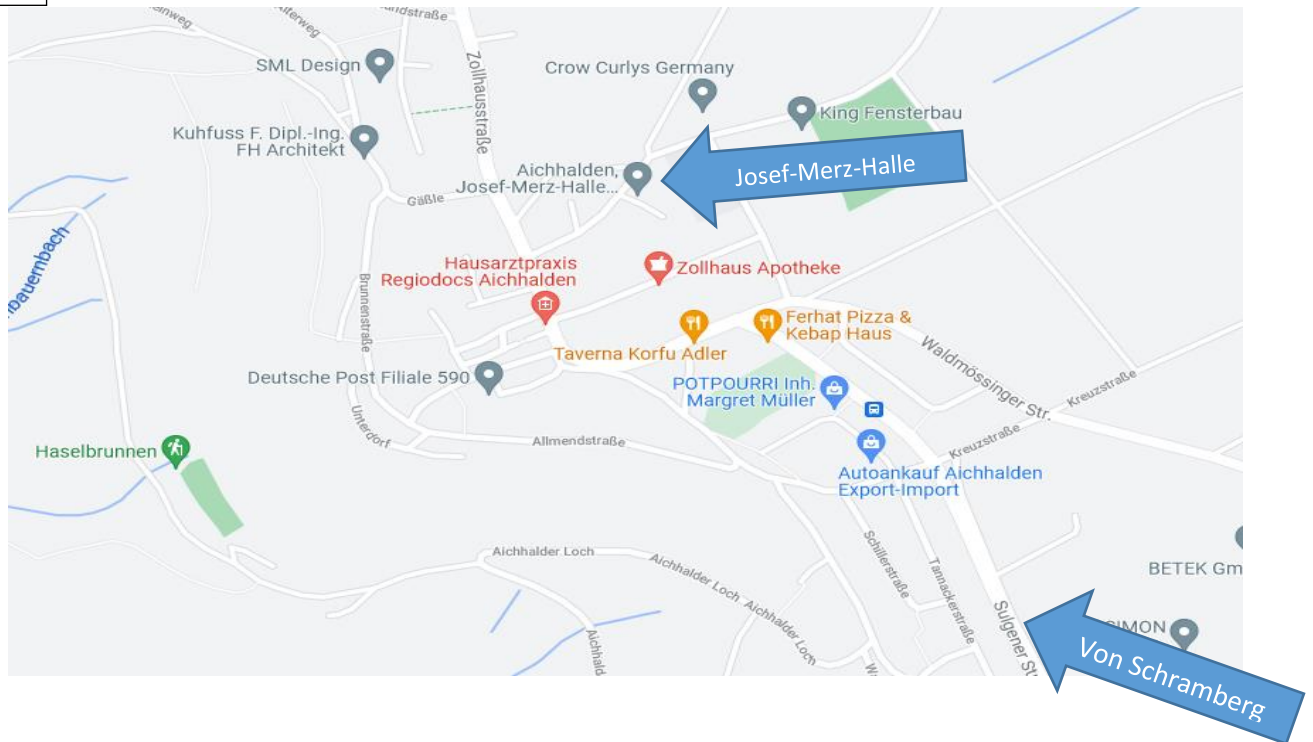 SML Design
Zollhausstraße
Crow Curlys Germany
King Fensterbau
Kuhfuss F. Dipl.-Ing.
FH Architekt
Aichhalden,
Josef-Merz-Halle...
Josef-Merz-Halle
Gäßle
Hausarztpraxis
Regiodocs Aichhalden
Zollhaus Apotheke
Brunnenstraße
Ferhat Pizza &
Kebap Haus
Taverna Korfu Adler
Waldmössinger Str.
Deutsche Post Filiale 590
POTPOURRI Inh.
Margret Müller
Kreuzstraße
Unterdorf
Allmendstraße
Kreuzstraße
Haselbrunnen
Autoankauf Aichhalden
Export-Import
Schillerstraße
Tannackerstraße
Aichhalder Loch
Aichhalder Loch
Aichhalder Loch
Aichhald
BETEK Gm
Sulgener St
Von Schramberg